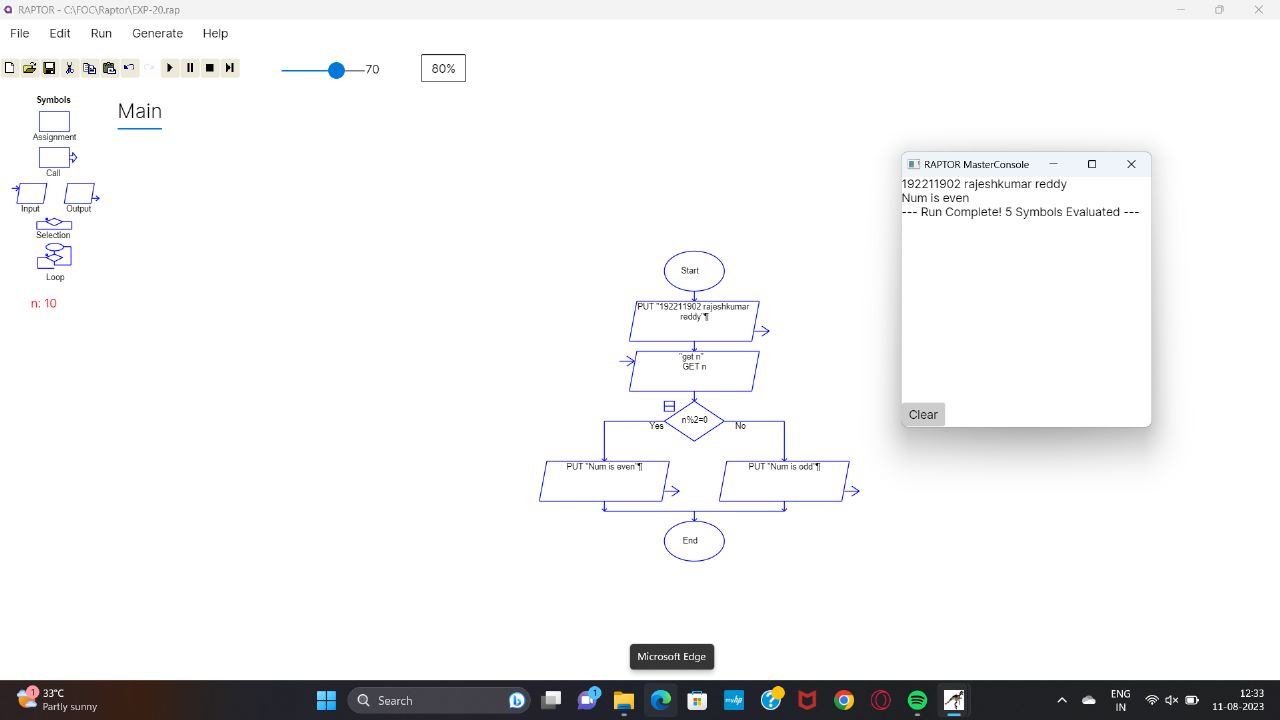 RAPTOR - C:\FOC\Raptor\EXP-20.rap
File Edit Run Generate Help
70
80%
Symbols
Assignment
Call
Input Output
Selection
Loop
n: 10
Main
Start
PUT "192211902 rajeshkumar
reddy"¶
"get n"
GET n
n%2=0
Yes No
PUT "Num is even"¶ PUT "Num is odd"¶
End
RAPTOR MasterConsole
192211902 rajeshkumar reddy
Num is even
--- Run Complete! 5 Symbols Evaluated ---
Clear
Microsoft Edge
1
33°C
Partly sunny
Search
1
myhp
?
ENG
IN
12:33
11-08-2023